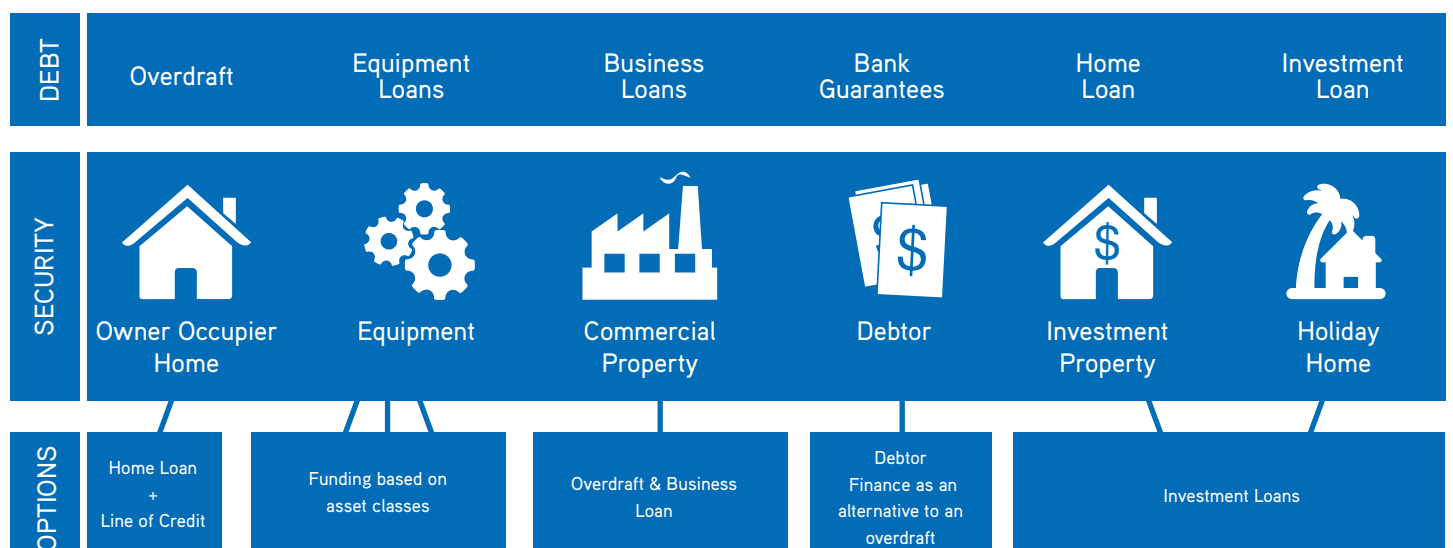 DEBT
Overdraft
Equipment
Loans
Business
Loans
Bank
Guarantees
Home
Loan
Investment
Loan
SECURITY
$
$
$
Owner Occupier
Home
Equipment
Commercial
Property
Debtor
Investment
Property
Holiday
Home
OPTIONS
Home Loan
+
Line of Credit
Funding based on
asset classes
Overdraft & Business
Loan
Debtor
Finance as an
alternative to an
overdraft
Investment Loans